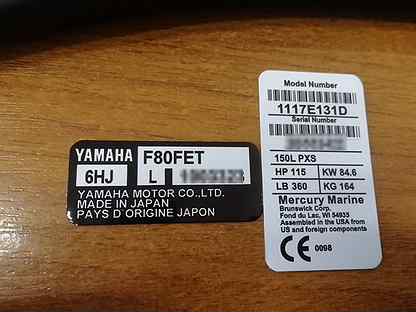 YAMAHA F80FET
6HJ L
YAMAHA MOTOR CO.,LTD.
MADE IN JAPAN
PAYS D'ORIGINE JAPON
Model Number
1117E131D
Serial Number
150L PXS
HP 115 KW 84.6
LB 360 KG 164
Mercury Marine
Brunswick Corp.
Fond du Lac, WI 54935
Assembled in the USA from
US and foreign components
CE 0098